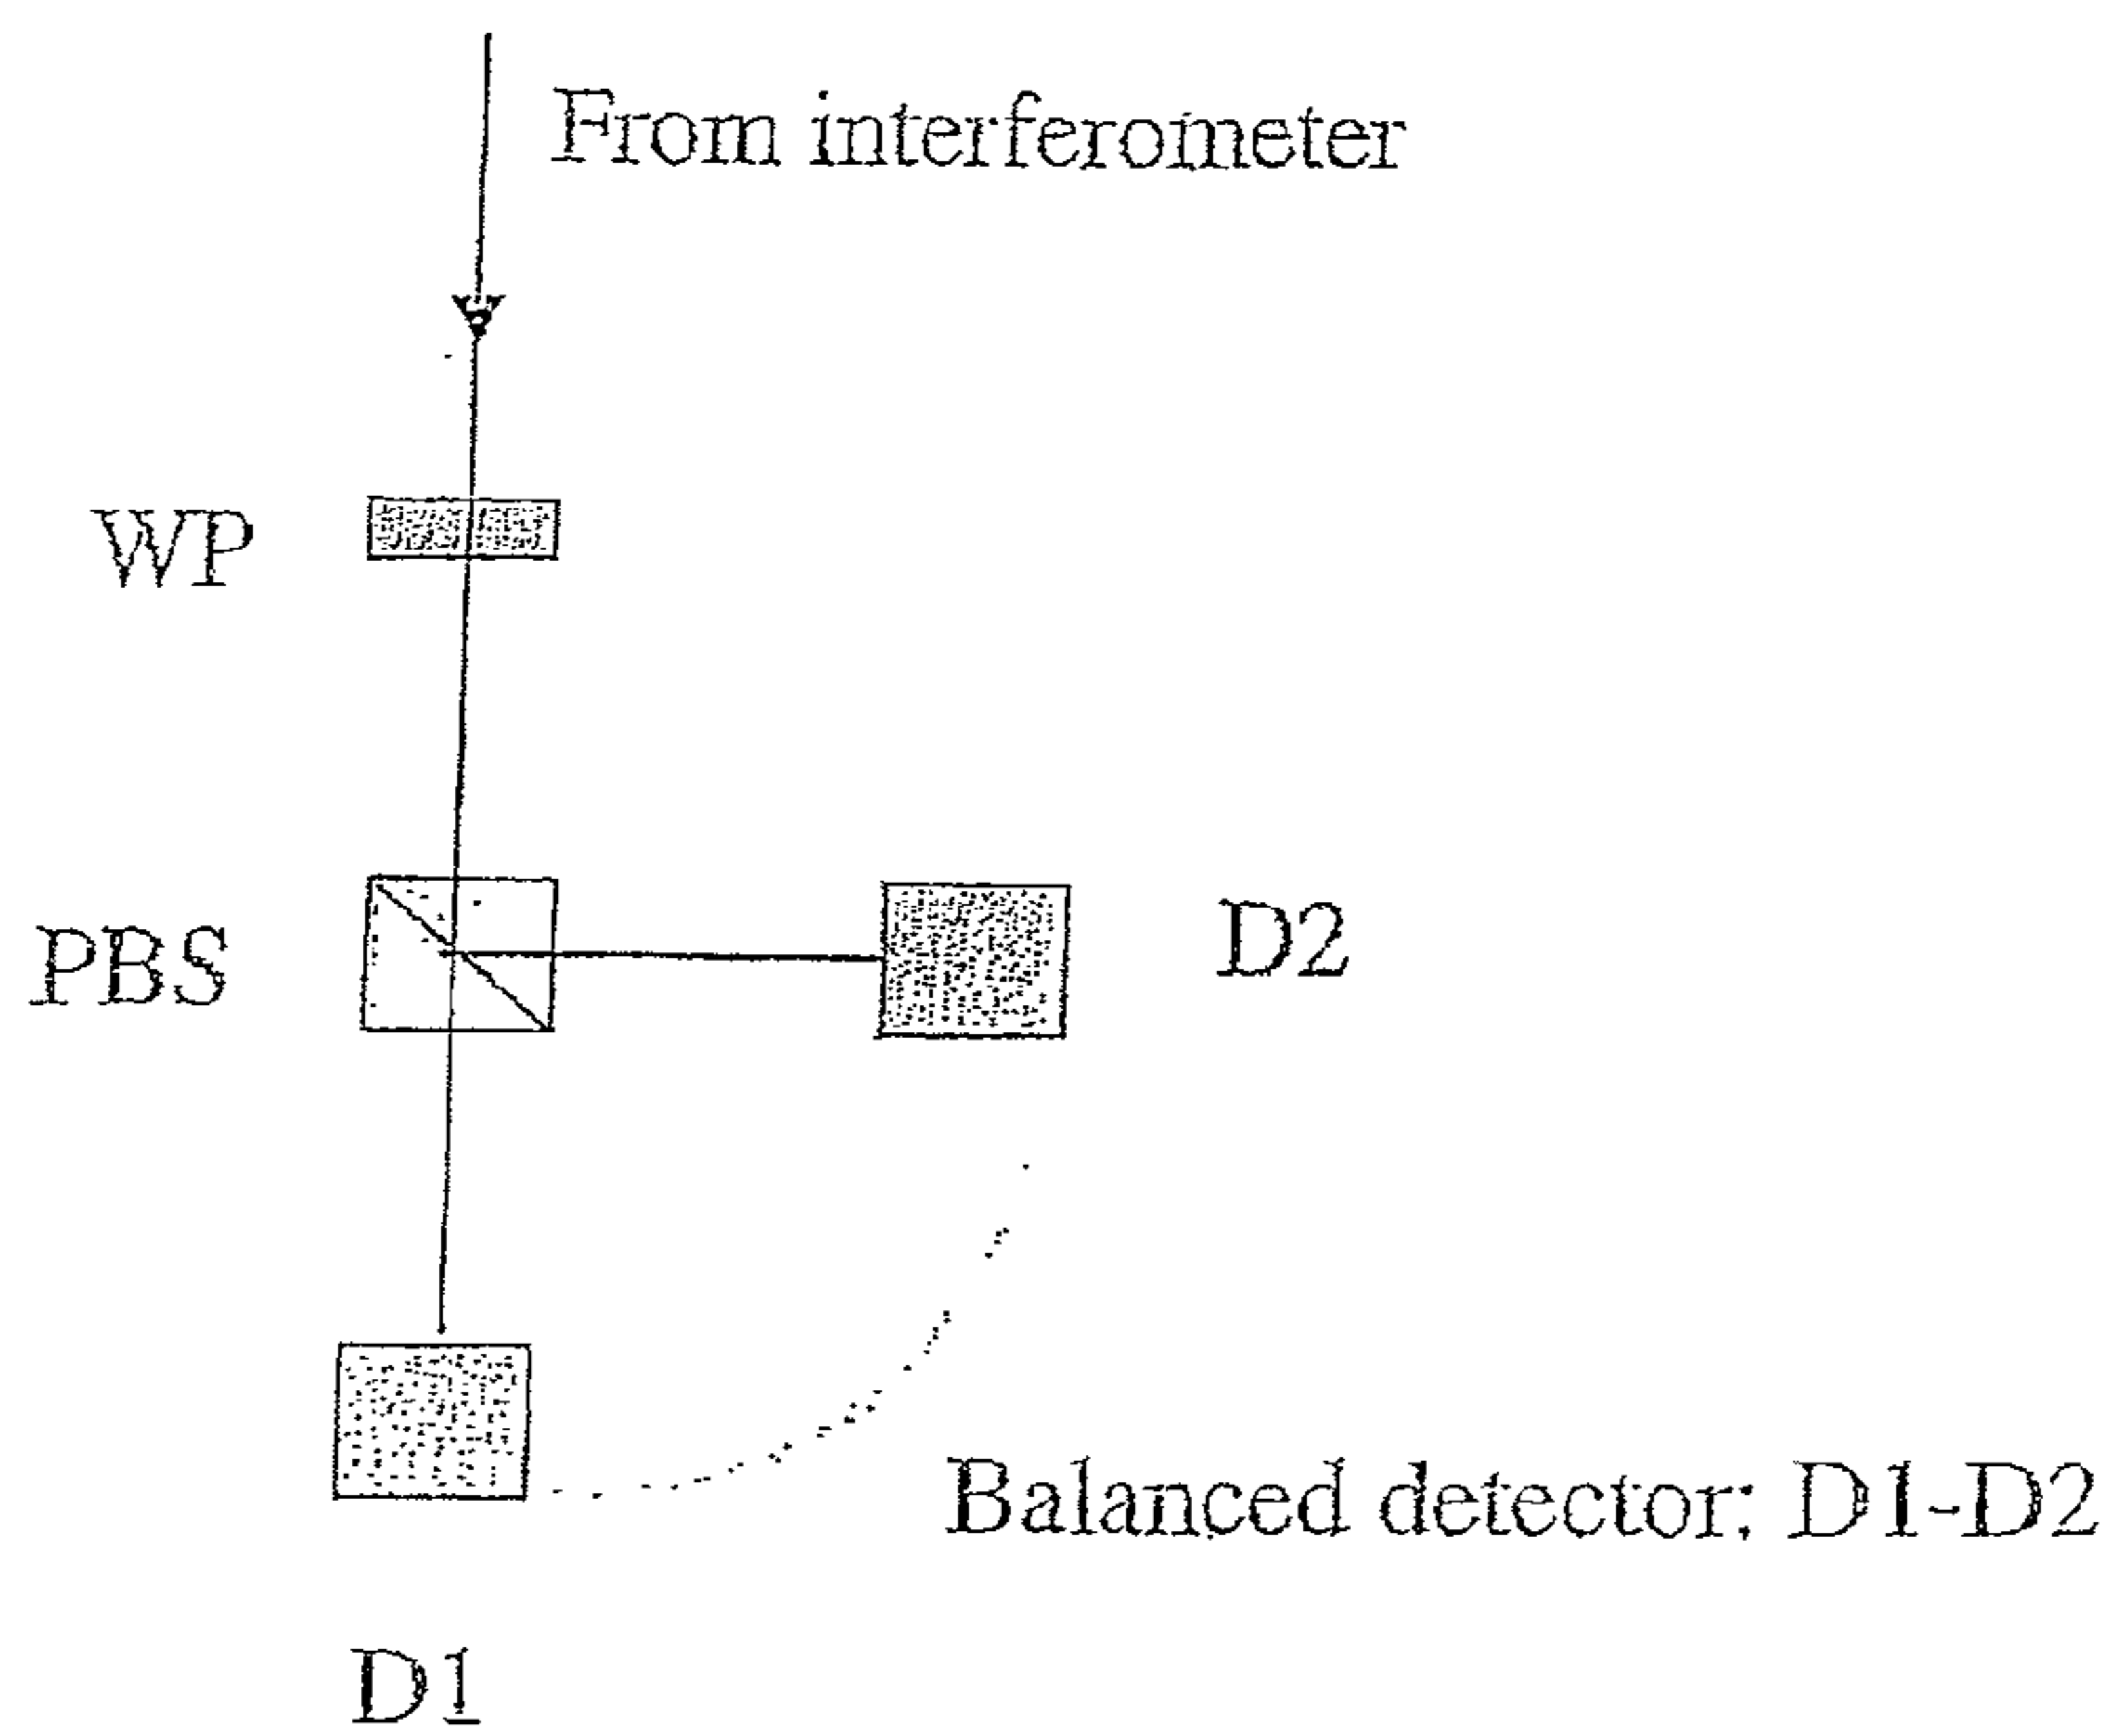 From interferometer
WP
PBS
D2
Balanced detector: D1-D2
D1